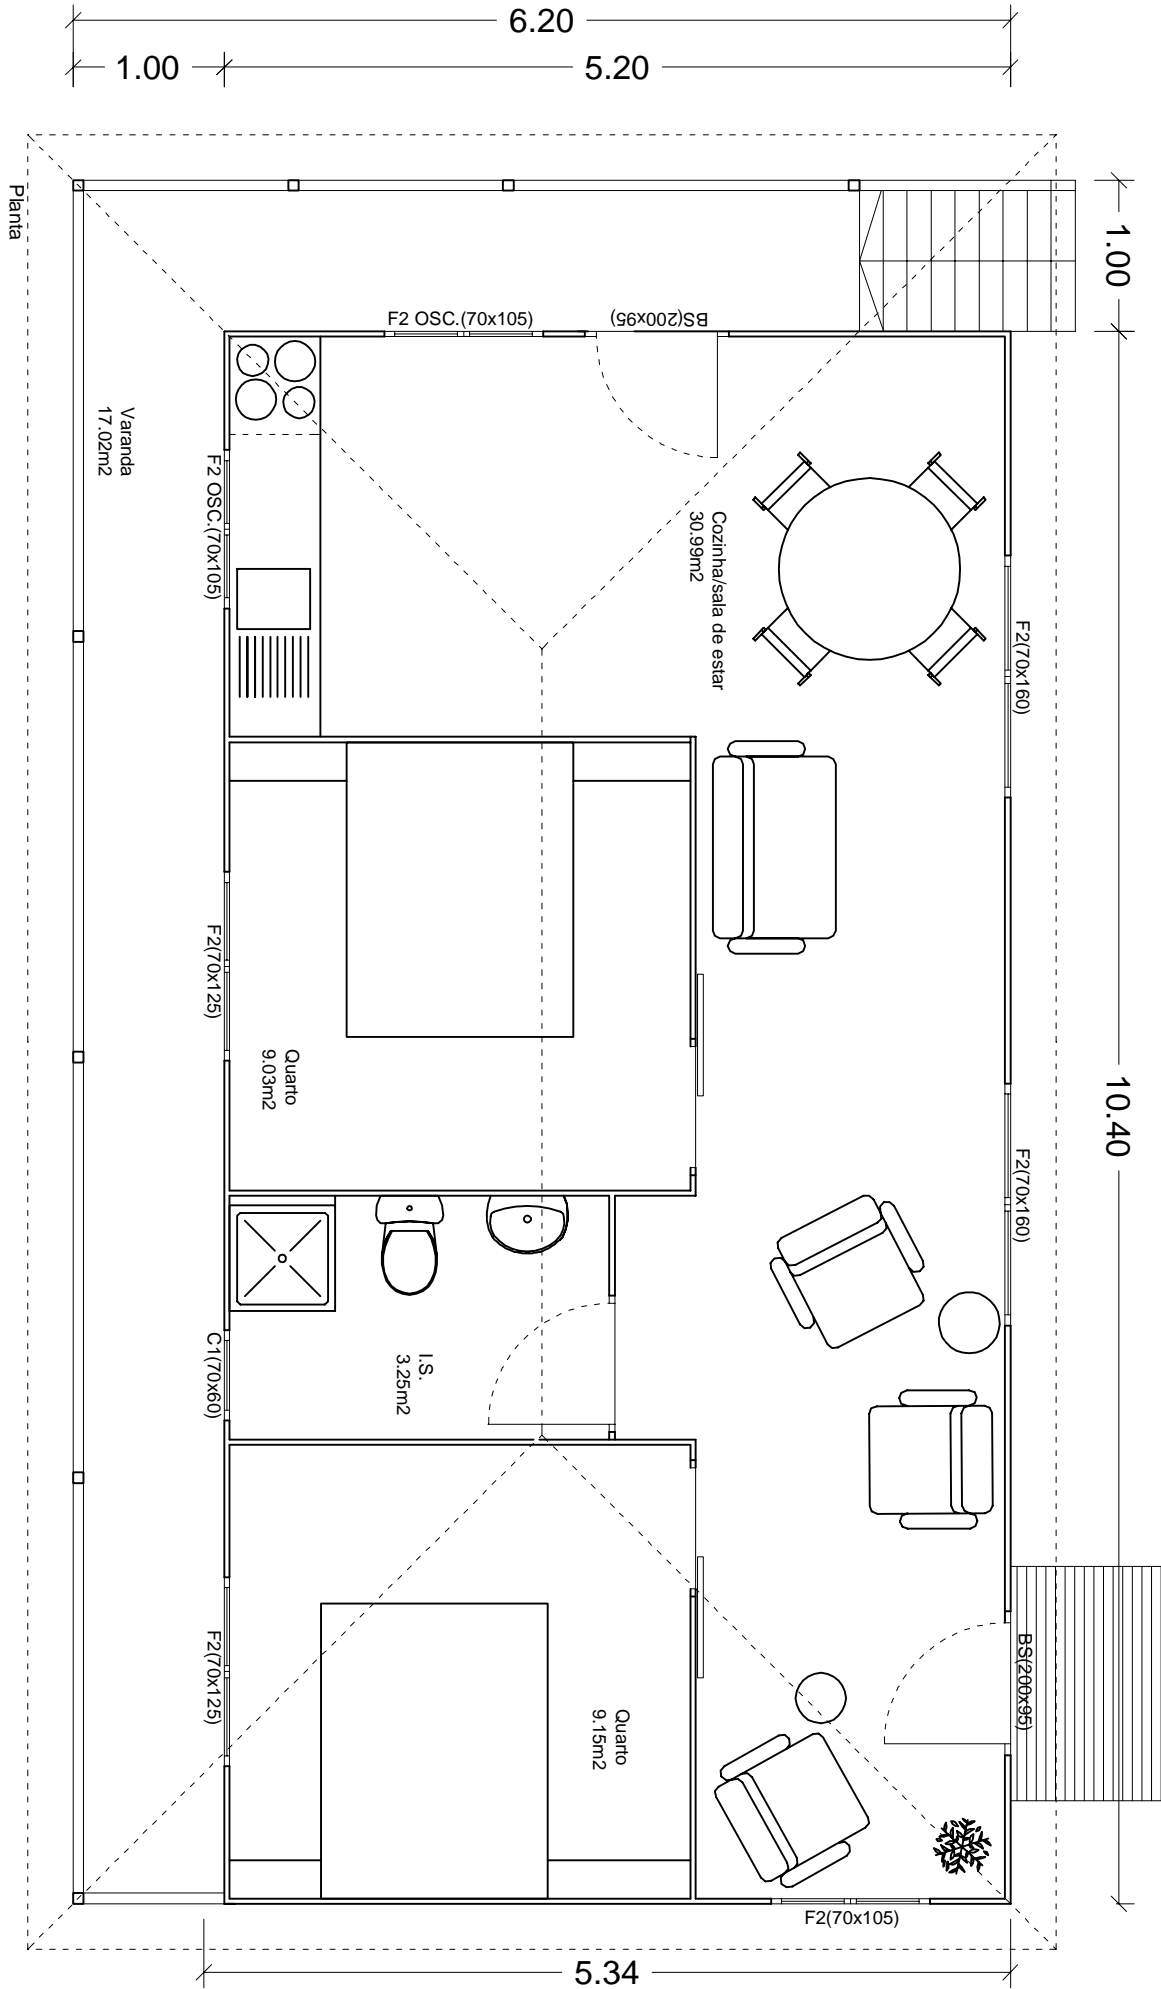 6.20
1.00
5.20
Planta
1.00
F2 OSC.(70x105)
BS(200x95)
Varanda
17.02m2
F2 OSC.(70x105)
Cozinha/sala de estar
30.99m2
F2(70x160)
F2(70x125)
Quarto
9.03m2
10.40
F2(70x160)
C1(70x60)
I.S.
3.25m2
F2(70x125)
Quarto
9.15m2
BS(200x95)
F2(70x105)
5.34